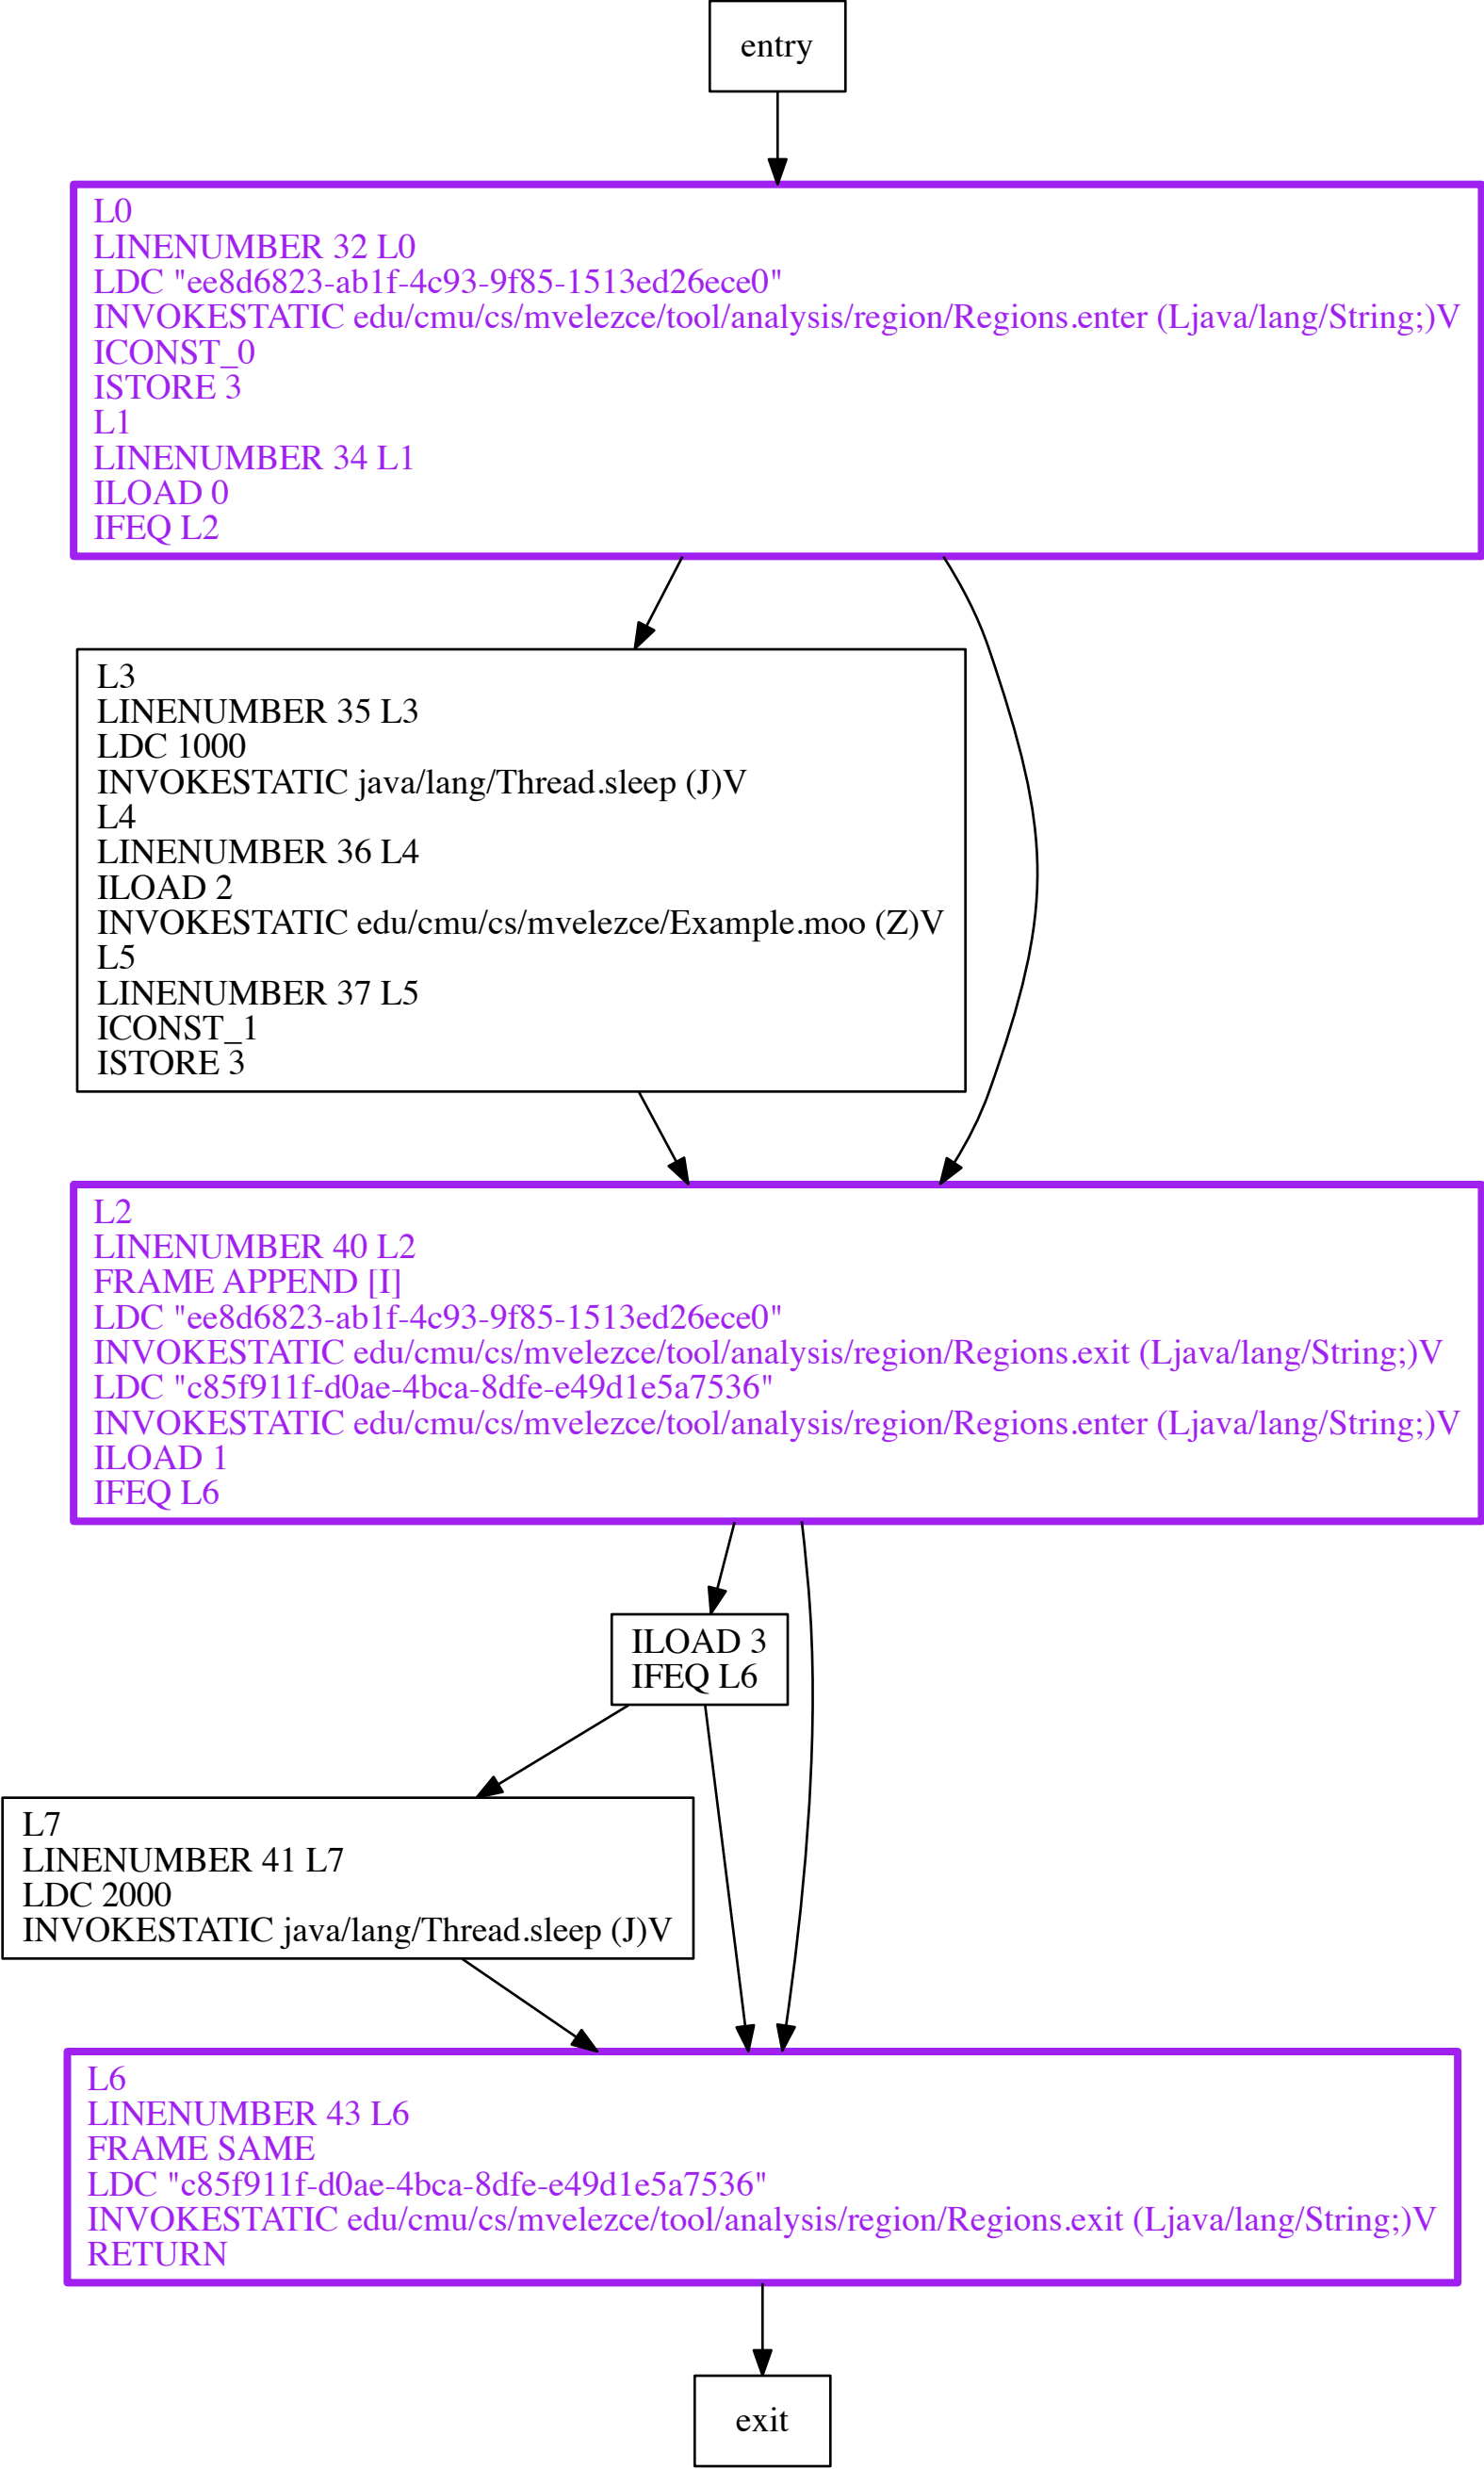 entry
L0
LINENUMBER 32 L0
LDC "ee8d6823-ab1f-4c93-9f85-1513ed26ece0"
INVOKESTATIC edu/cmu/cs/mvelezce/tool/analysis/region/Regions.enter (Ljava/lang/String;)V
ICONST_0
ISTORE 3
L1
LINENUMBER 34 L1
ILOAD 0
IFEQ L2
L3
LINENUMBER 35 L3
LDC 1000
INVOKESTATIC java/lang/Thread.sleep (J)V
L4
LINENUMBER 36 L4
ILOAD 2
INVOKESTATIC edu/cmu/cs/mvelezce/Example.moo (Z)V
L5
LINENUMBER 37 L5
ICONST_1
ISTORE 3
L2
LINENUMBER 40 L2
FRAME APPEND [I]
LDC "ee8d6823-ab1f-4c93-9f85-1513ed26ece0"
INVOKESTATIC edu/cmu/cs/mvelezce/tool/analysis/region/Regions.exit (Ljava/lang/String;)V
LDC "c85f911f-d0ae-4bca-8dfe-e49d1e5a7536"
INVOKESTATIC edu/cmu/cs/mvelezce/tool/analysis/region/Regions.enter (Ljava/lang/String;)V
ILOAD 1
IFEQ L6
ILOAD 3
IFEQ L6
L7
LINENUMBER 41 L7
LDC 2000
INVOKESTATIC java/lang/Thread.sleep (J)V
L6
LINENUMBER 43 L6
FRAME SAME
LDC "c85f911f-d0ae-4bca-8dfe-e49d1e5a7536"
INVOKESTATIC edu/cmu/cs/mvelezce/tool/analysis/region/Regions.exit (Ljava/lang/String;)V
RETURN
exit